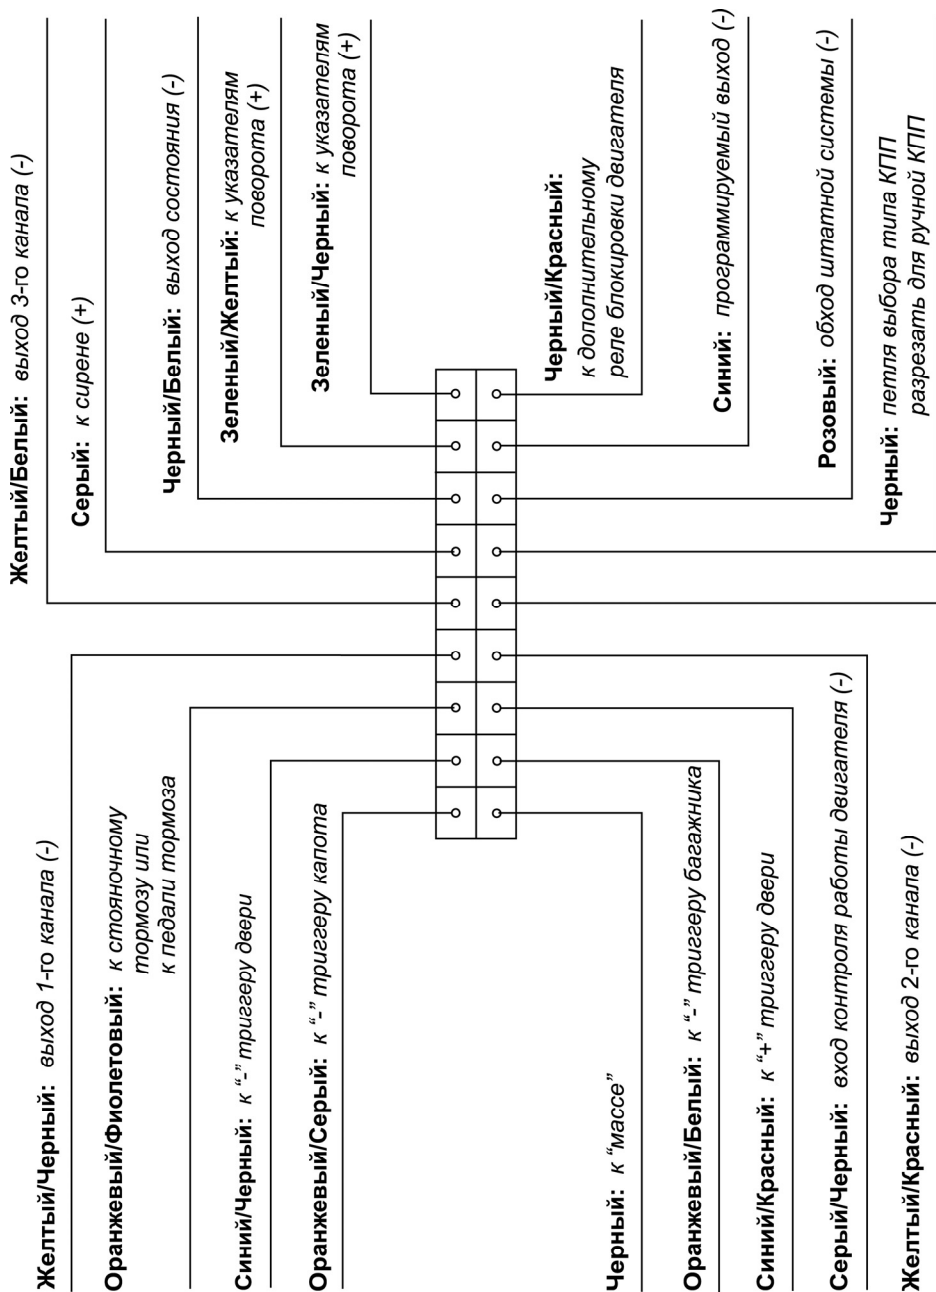 Желтый/Белый: выход 3-го канала (-)
Серый: к сирене (+)
Черный/Белый: выход состояния (-)
Зеленый/Желтый: к указателям
поворота (+)
Зеленый/Черный: к указателям
поворота (+)
Черный/Красный:
к дополнительному
реле блокировки двигателя
Синий: программируемый выход (-)
Розовый: обход штатной системы (-)
Черный: петля выбора типа КПП
разрезать для ручной КПП
Желтый/Черный: выход 1-го канала (-)
Оранжевый/Фиолетовый: к стояночному
тормозу или
к педали тормоза
Синий/Черный: к “-” триггеру двери
Оранжевый/Серый: к “-” триггеру капота
Черный: к “массе”
Оранжевый/Белый: к “-” триггеру багажника
Синий/Красный: к “+” триггеру двери
Серый/Черный: вход контроля работы двигателя (-)
Желтый/Красный: выход 2-го канала (-)